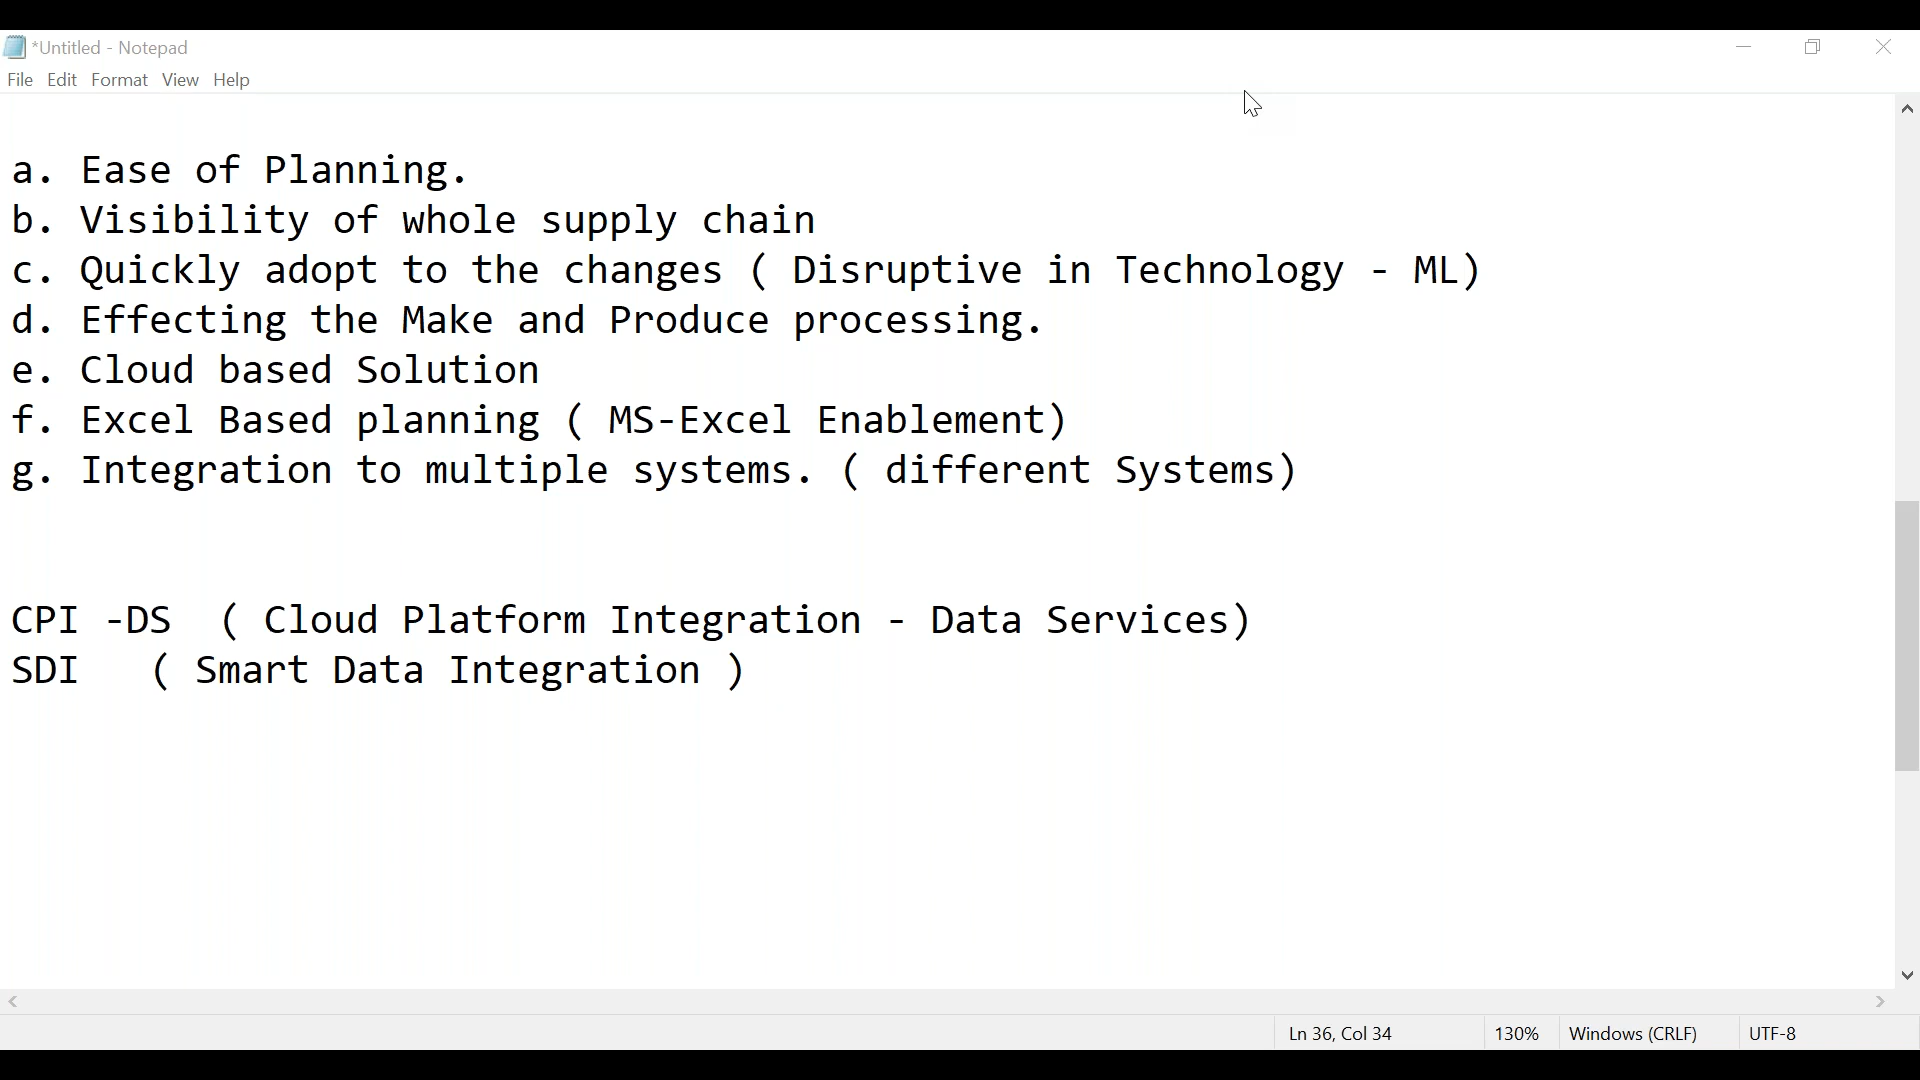 *Untitled - Notepad
File Edit Format View Help
a. Ease of Planning.
b. Visibility of whole supply chain
c. Quickly adopt to the changes ( Disruptive in Technology - ML)
d. Effecting the Make and Produce processing.
e. Cloud based Solution
f. Excel Based planning ( MS-Excel Enablement)
g. Integration to multiple systems. ( different Systems)
CPI -DS  ( Cloud Platform Integration - Data Services)
SDI   ( Smart Data Integration )
Ln 36, Col 34 130% Windows (CRLF) UTF-8